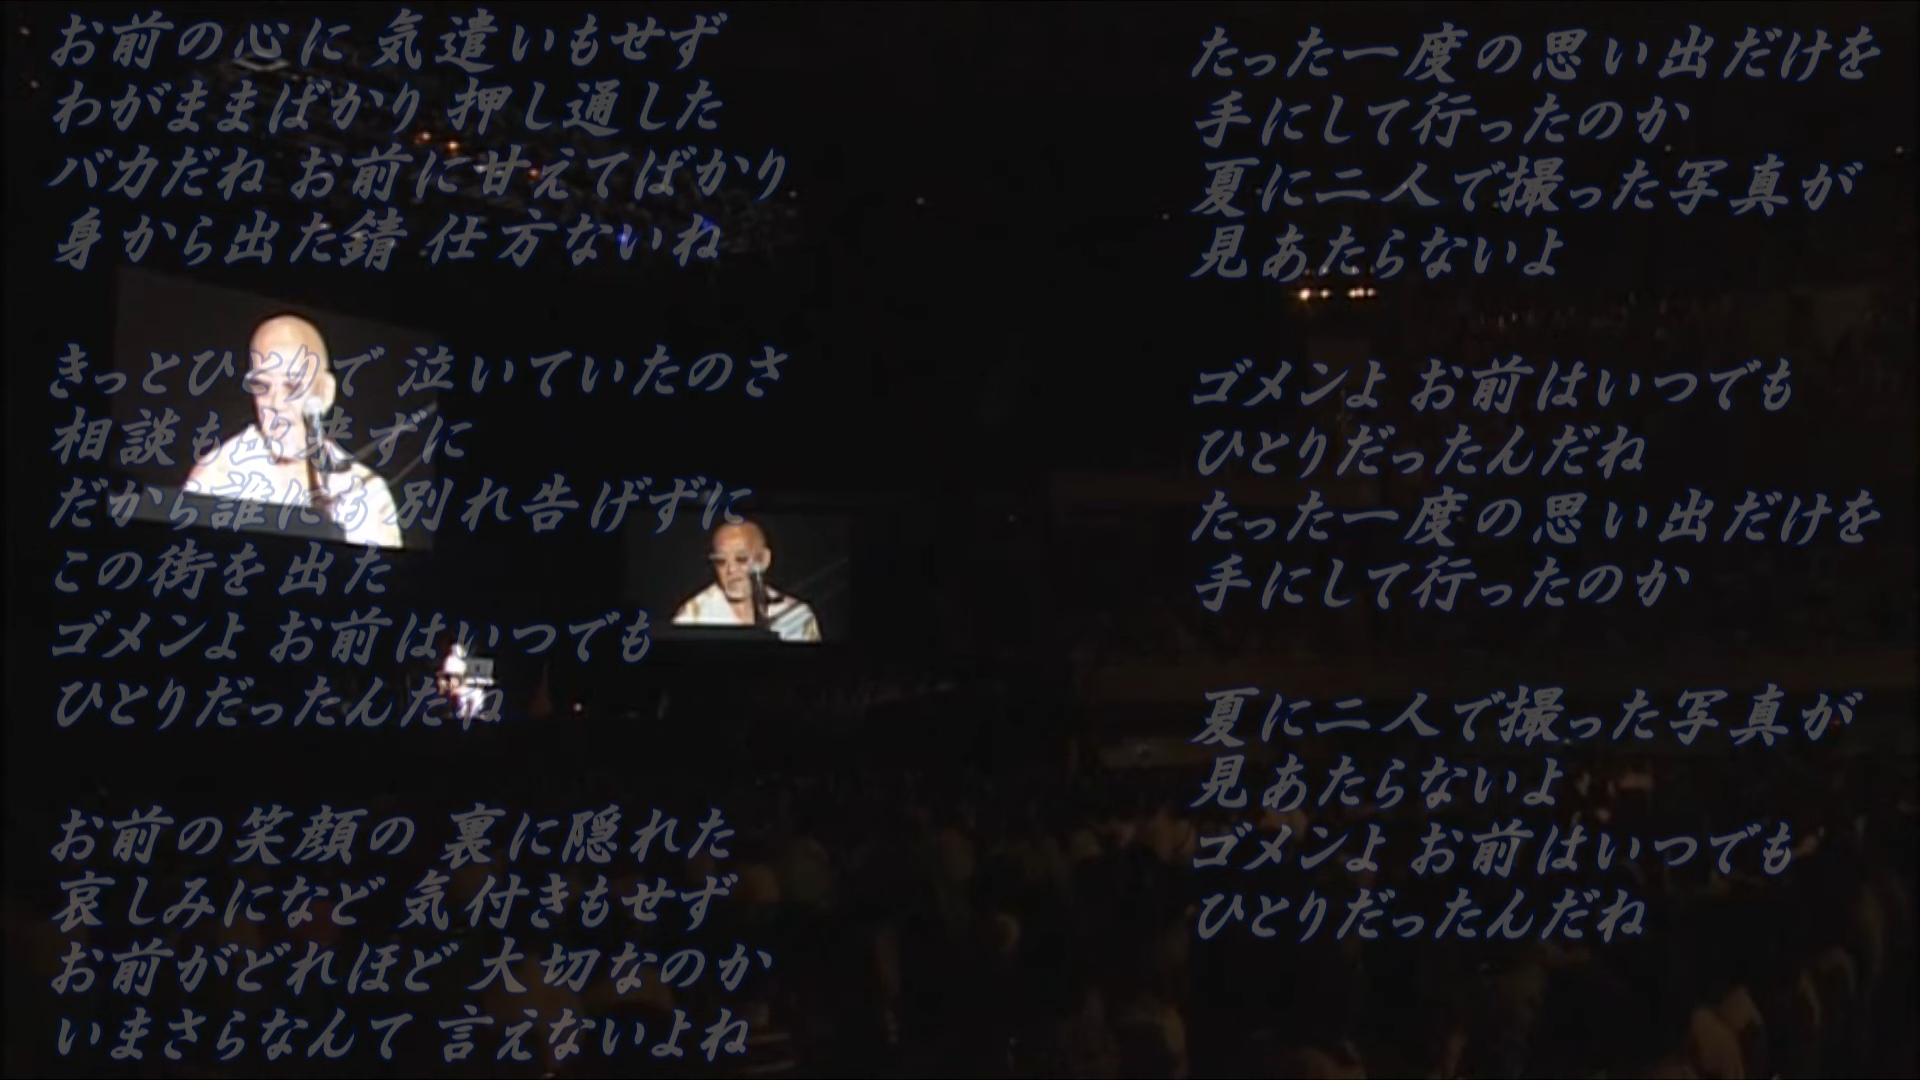 お前の心に 気遣いもせず
わがままばかり 押し通した
バカだね お前に甘えてばかり
身から出た錆 仕方ないね
きっとひとりで 泣いていたのさ
相談も出来ずに
だから誰にも 別れ告げずに
この街を出た
ゴメンよ お前はいつでも
ひとりだったんだね
お前の笑顔の 裏に隠れた
哀しみになど 気付きもせず
お前がどれほど 大切なのか
いまさらなんて 言えないよね
たった一度の思い出だけを
手にして行ったのか
夏に二人で撮った写真が
見あたらないよ
ゴメンよ お前はいつでも
ひとりだったんだね
たった一度の思い出だけを
手にして行ったのか
夏に二人で撮った写真が
見あたらないよ
ゴメンよ お前はいつでも
ひとりだったんだね